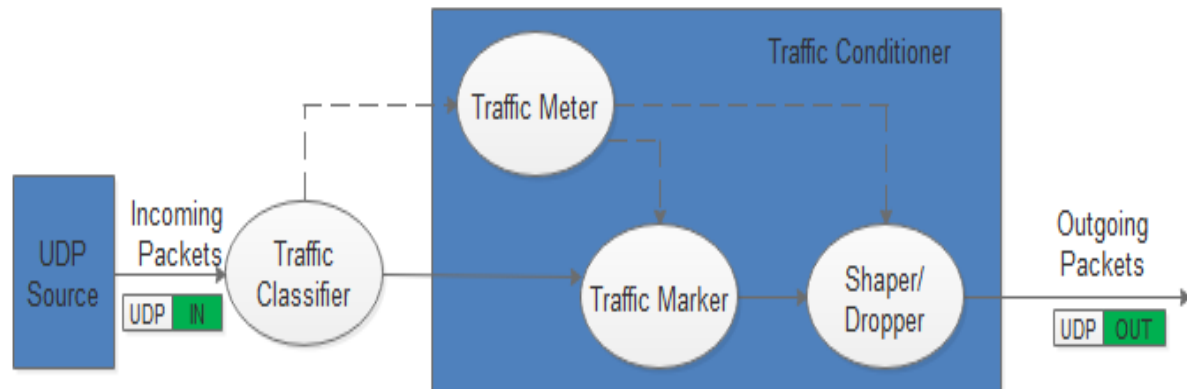 Traffic Conditioner
Traffic Meter
UDP
Source
Incoming
Packets
UDP IN
Traffic
Classifier
Traffic Marker
Shaper/
Dropper
Outgoing
Packets
UDP OUT